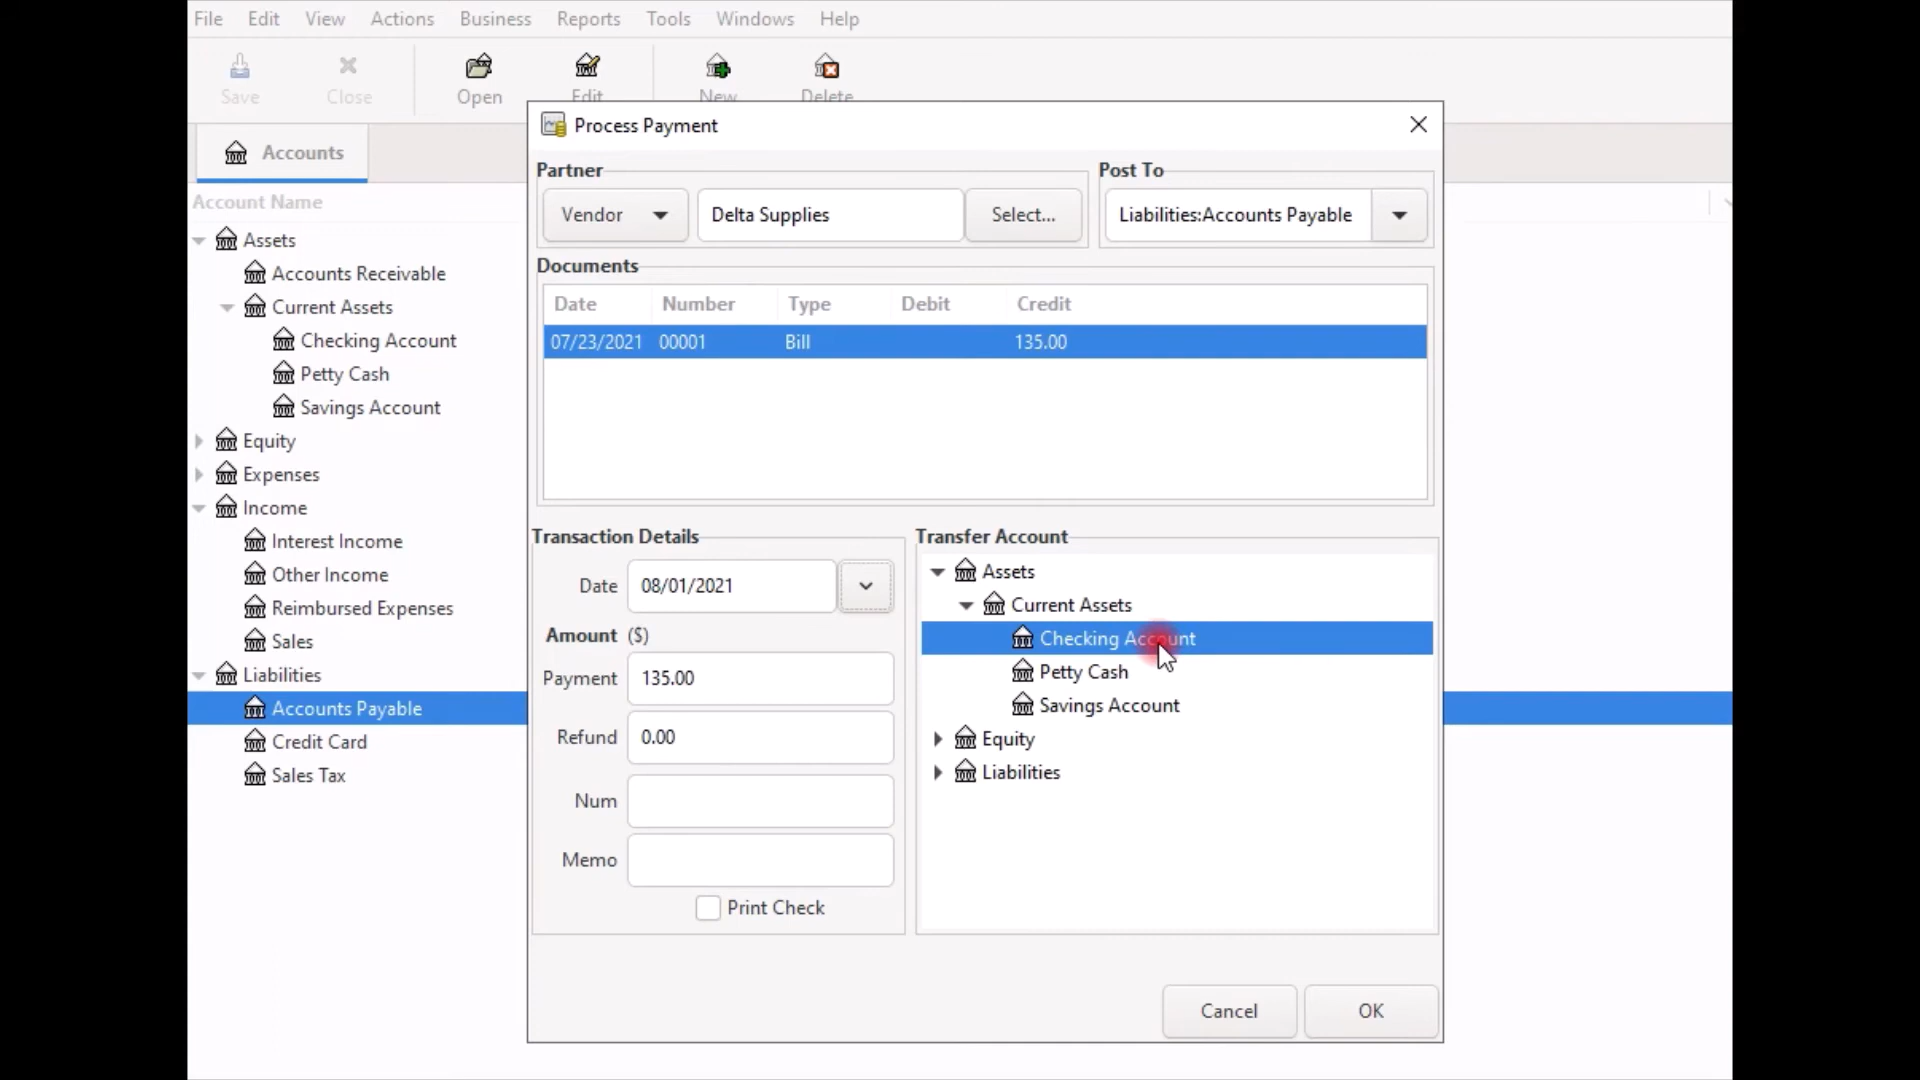 File Edit View Actions Business Reports Tools Windows Help
Save Close Open Edit New Delete
Process Payment
Accounts
Account Name
Assets
Accounts Receivable
Current Assets
Checking Account
Petty Cash
Savings Account
Equity
Expenses
Income
Interest Income
Other Income
Reimbursed Expenses
Sales
Liabilities
Accounts Payable
Credit Card
Sales Tax
Partner
Vendor Delta Supplies Select...
Post To
Liabilities:Accounts Payable
Documents
Date Number Type Debit Credit
07/23/2021 00001 Bill 135.00
Transaction Details
Date 08/01/2021
Amount ($)
Payment 135.00
Refund 0.00
Num
Memo
Print Check
Transfer Account
Assets
Current Assets
Checking Account
Petty Cash
Savings Account
Equity
Liabilities
Cancel OK